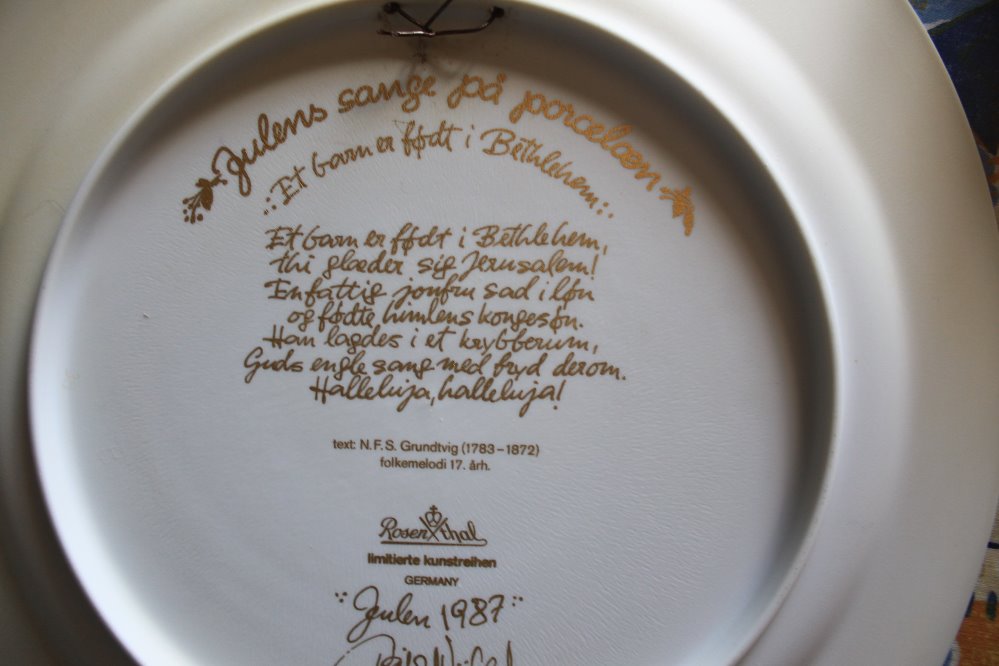 Julens sange på porcelæn
Et barn er født i Bethlehem
Et barn er født i Bethlehem,
thi glæder sig Jerusalem!
En fattig jomfru sad i løn
og fødte himlens kongesøn.
Han lagdes i et krybberum,
Guds engle sang med fryd derom.
Halleluja, halleluja!
text: N.F.S. Grundtvig (1783–1872)
folkemelodi 17. årh.
Rosenthal
limitierte kunstreihen
GERMANY
Julen 1987